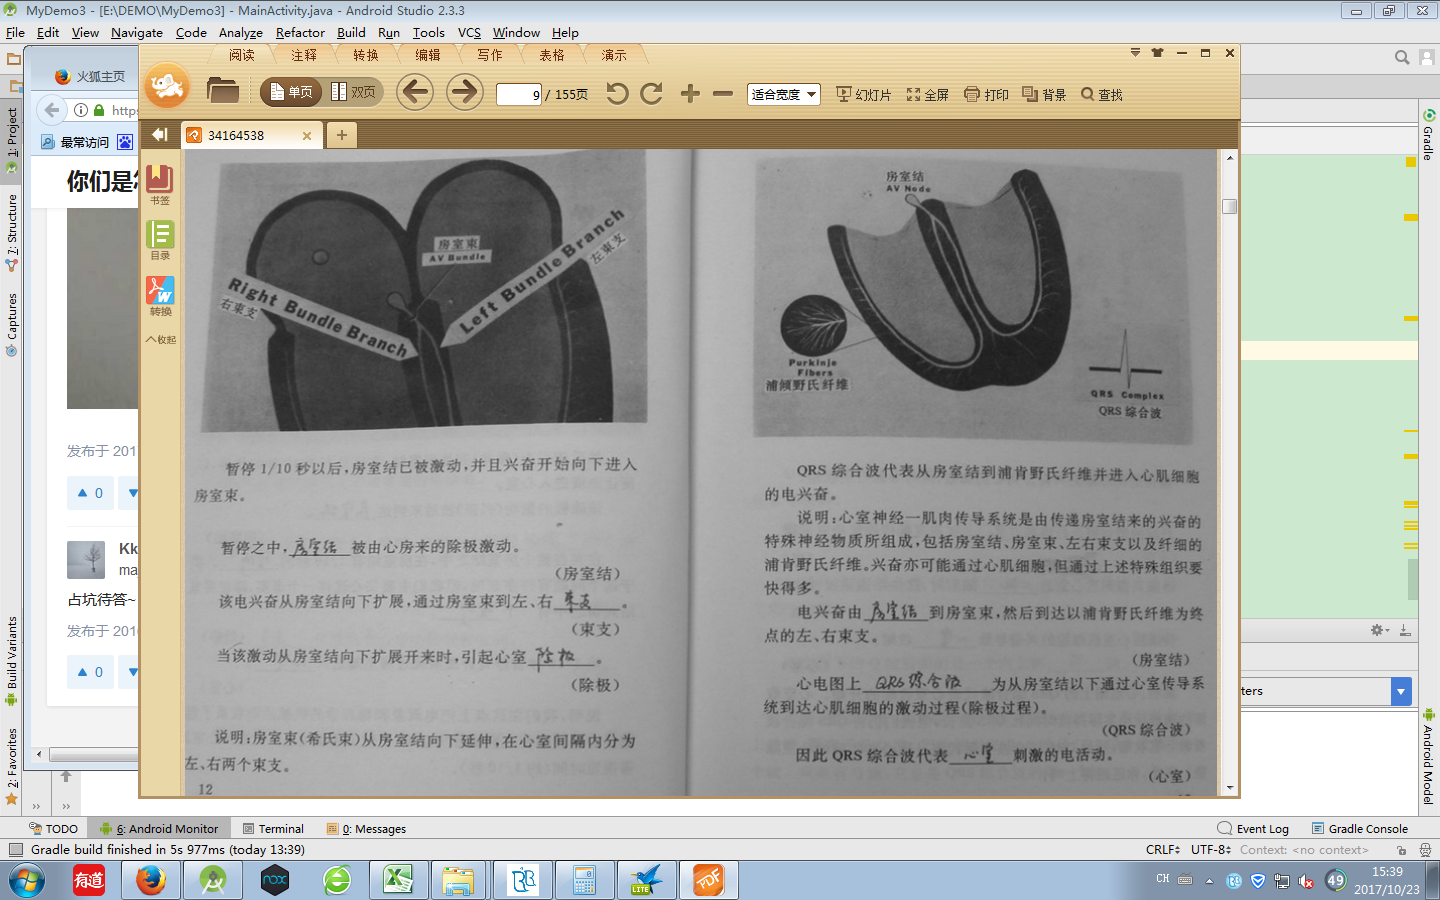 MyDemo3 - [E:\DEMO\MyDemo3] - MainActivity.java - Android Studio 2.3.3
File Edit View Navigate Code Analyze Refactor Build Run Tools VCS Window Help
阅读 注释 转换 编辑 写作 表格 演示
火狐主页
单页 双页 9 / 155页 适合宽度 幻灯片 全屏 打印 背景 查找
https
最常访问
34164538
1: Project
7: Structure
Captures
Build Variants
2: Favorites
Gradle
Android Model
你们是
发布于 201
0
Kk
ma
占坑待答~
发布于 2016
0
书签
目录
转换
收起
房室束
AV Bundle
Right Bundle Branch
右束支
Left Bundle Branch
左束支
暂停 1/10 秒以后,房室结已被激动,并且兴奋开始向下进入
房室束。
暂停之中,房室结被由心房来的除极激动。
(房室结)
该电兴奋从房室结向下扩展,通过房室束到左、右束支。
(束支)
当该激动从房室结向下扩展开来时,引起心室除极。
(除极)
说明:房室束(希氏束)从房室结向下延伸,在心室间隔内分为
左、右两个束支。
12
房室结
AV Node
Purkinje
Fibers
浦倾野氏纤维
QRS Complex
QRS 综合波
QRS 综合波代表从房室结到浦肯野氏纤维并进入心肌细胞
的电兴奋。
说明:心室神经一肌肉传导系统是由传递房室结来的兴奋的
特殊神经物质所组成,包括房室结、房室束、左右束支以及纤细的
浦肯野氏纤维。兴奋亦可能通过心肌细胞,但通过上述特殊组织要
快得多。
电兴奋由房室结到房室束,然后到达以浦肯野氏纤维为终
点的左、右束支。
(房室结)
心电图上QRS综合波为从房室结以下通过心室传导系
统到达心肌细胞的激动过程(除极过程)。
(QRS 综合波)
因此 QRS 综合波代表心室刺激的电活动。
(心室)
ters
TODO 6: Android Monitor Terminal 0: Messages Event Log Gradle Console
Gradle build finished in 5s 977ms (today 13:39) CRLF UTF-8 Context: <no context>
有道 nox LITE PDF CH 49 15:39
2017/10/23